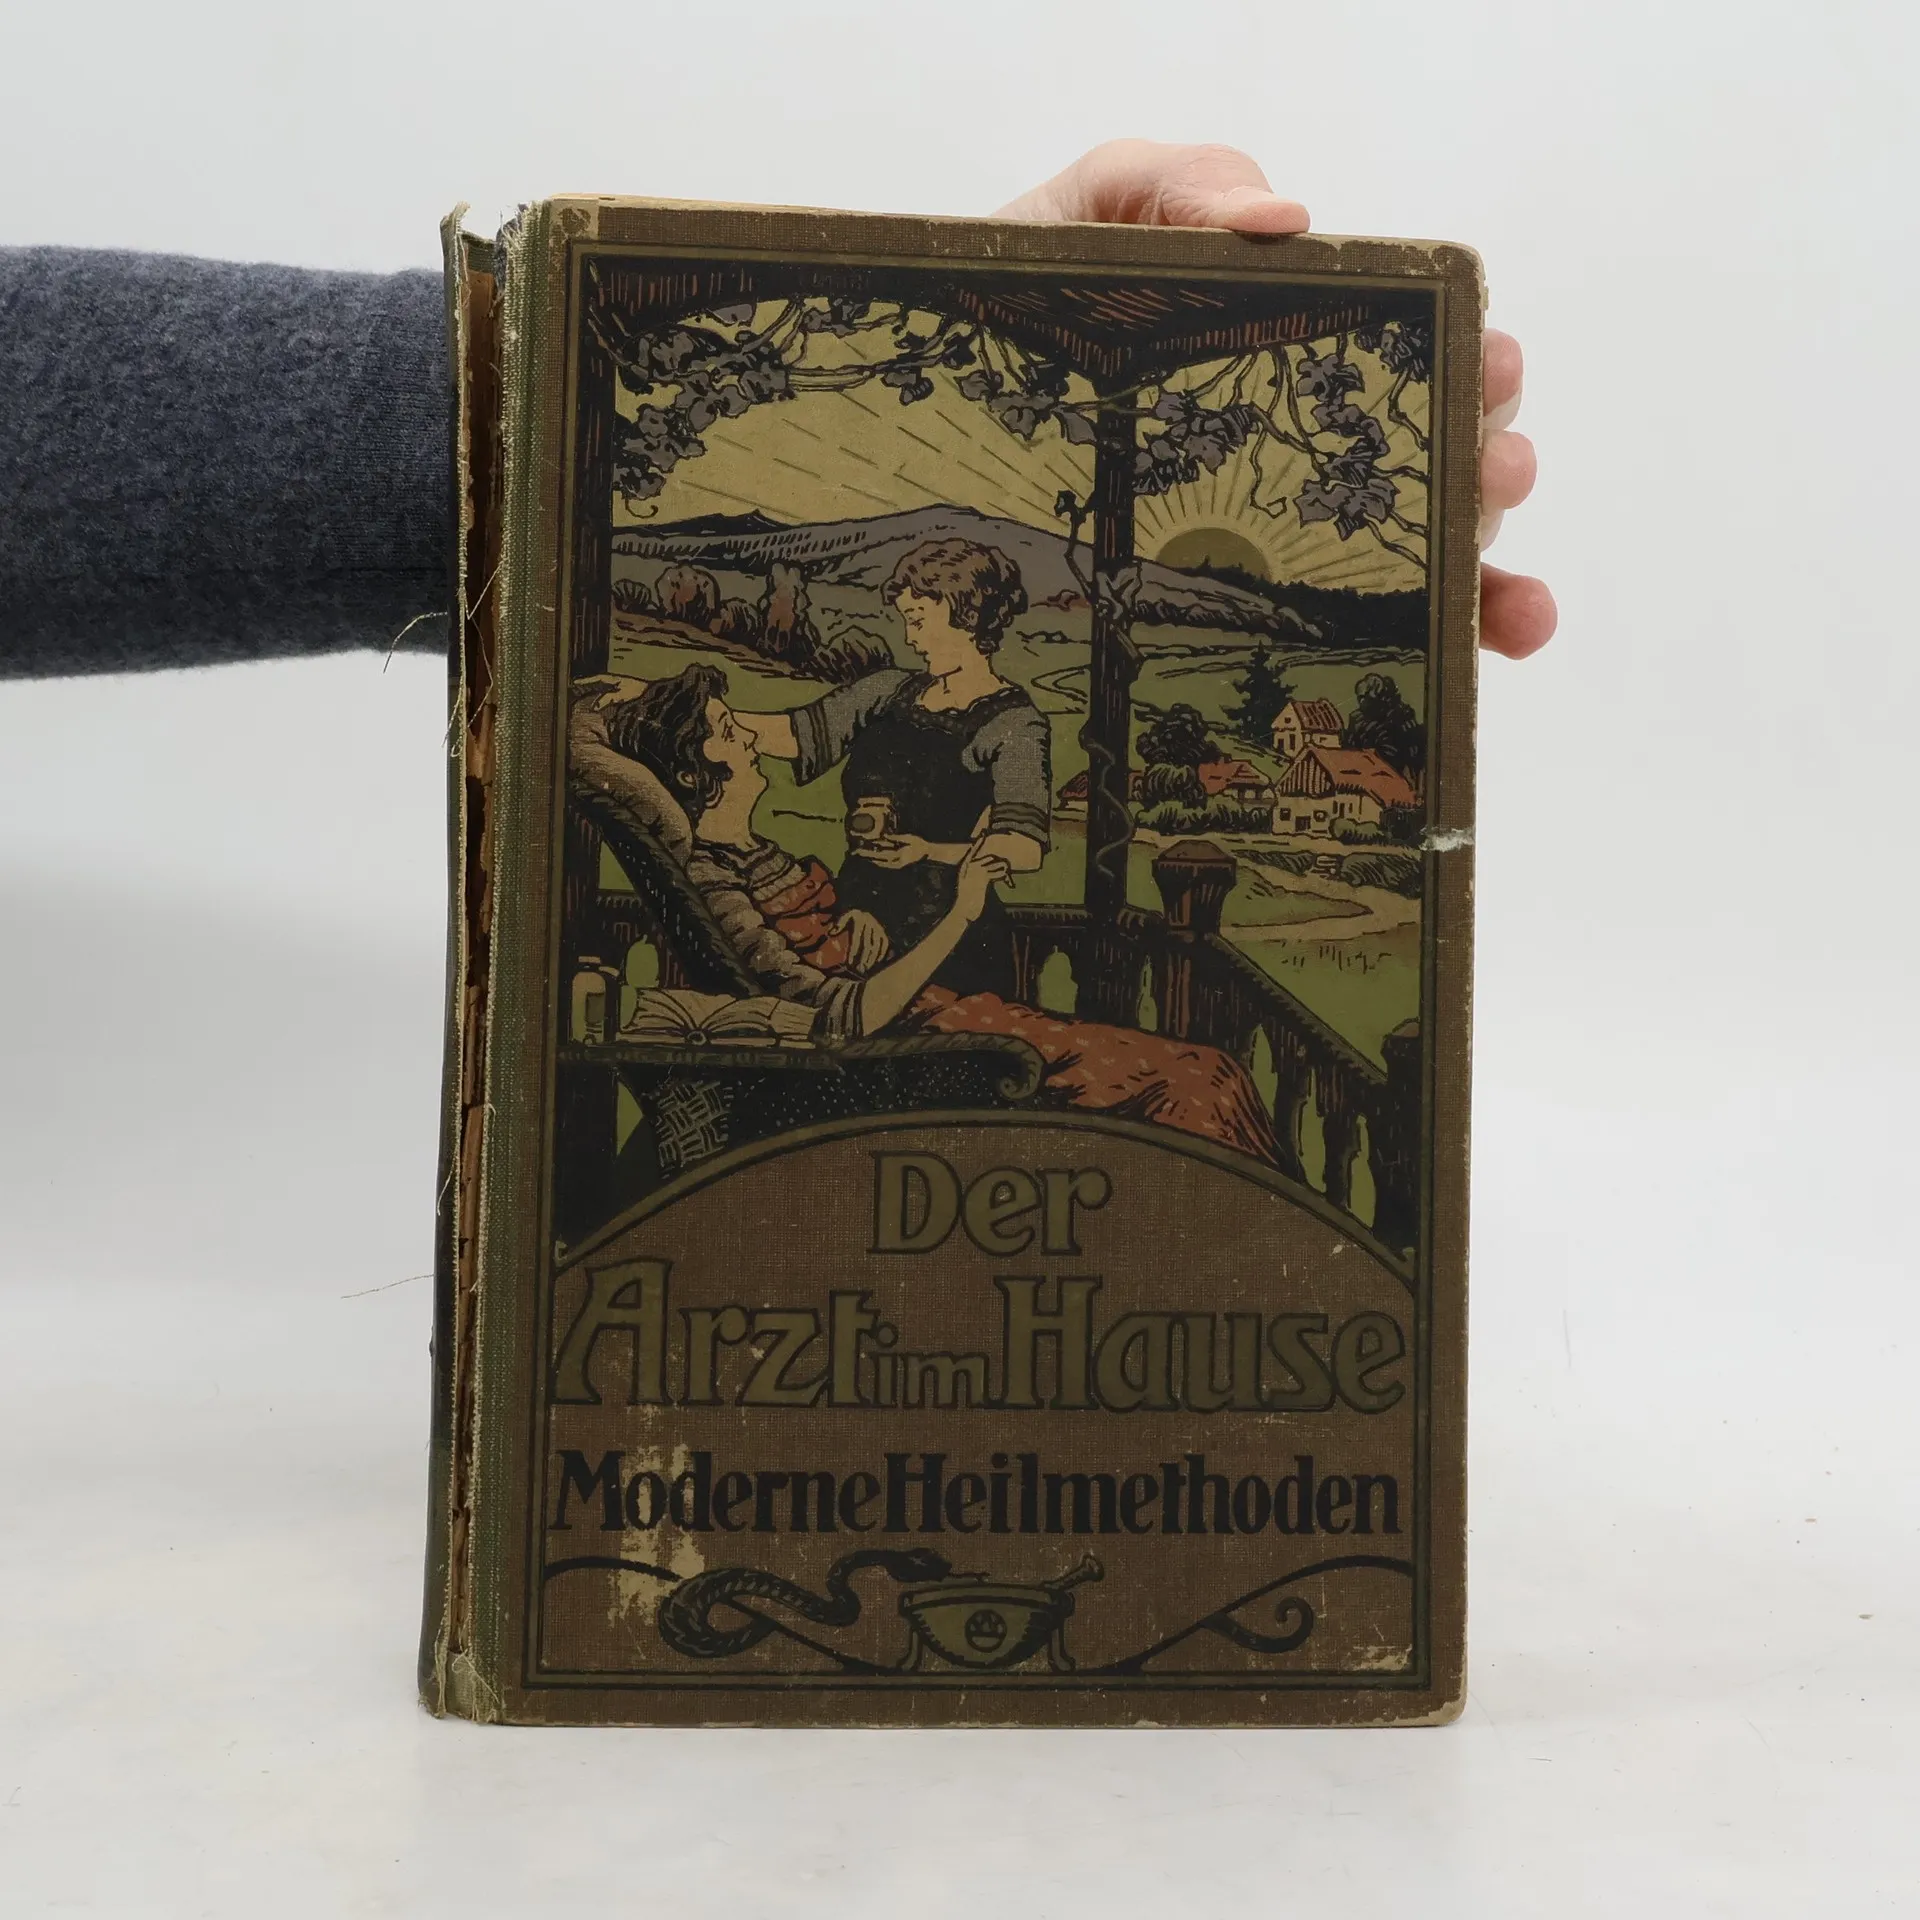 Der
Arzt im Hause
Moderne Heilmethoden